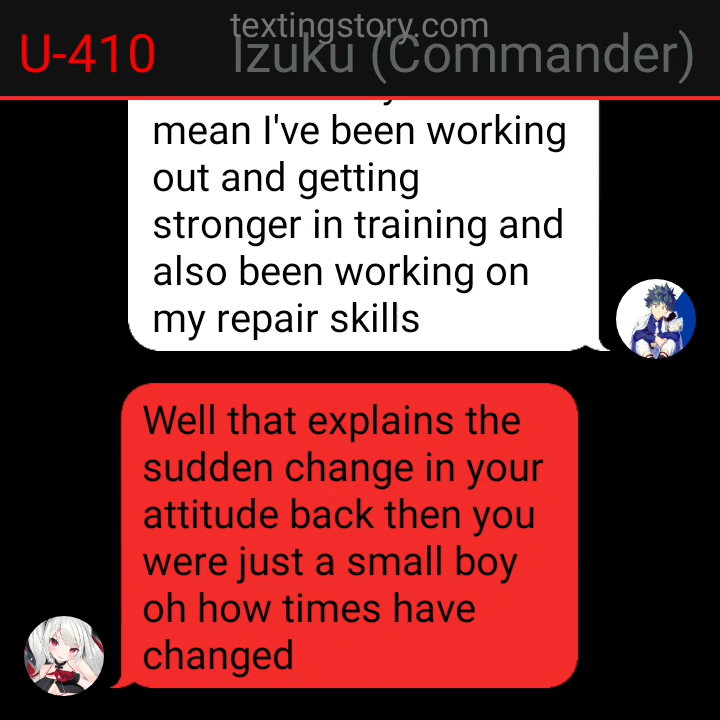 textingstory.com
U-410
Izuku (Commander)
mean I've been working
out and getting
stronger in training and
also been working on
my repair skills
Well that explains the
sudden change in your
attitude back then you
were just a small boy
oh how times have
changed